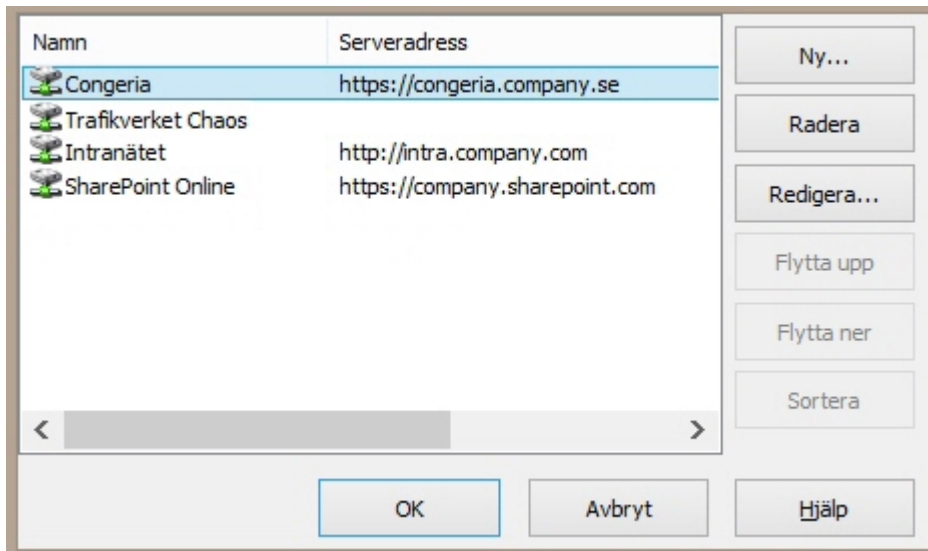 Namn Serveradress
Congeria https://congeria.company.se
Trafikverket Chaos
Intranätet http://intra.company.com
SharePoint Online https://company.sharepoint.com
Ny...
Radera
Redigera...
Flytta upp
Flytta ner
Sortera
OK Avbryt Hjälp